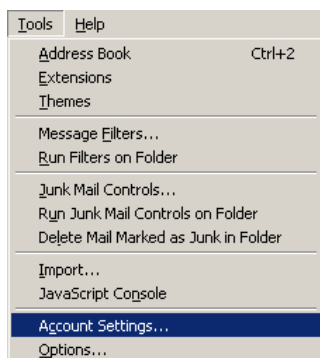 Tools Help
Address Book Ctrl+2
Extensions
Themes
Message Filters...
Run Filters on Folder
Junk Mail Controls...
Run Junk Mail Controls on Folder
Delete Mail Marked as Junk in Folder
Import...
JavaScript Console
Account Settings...
Options...